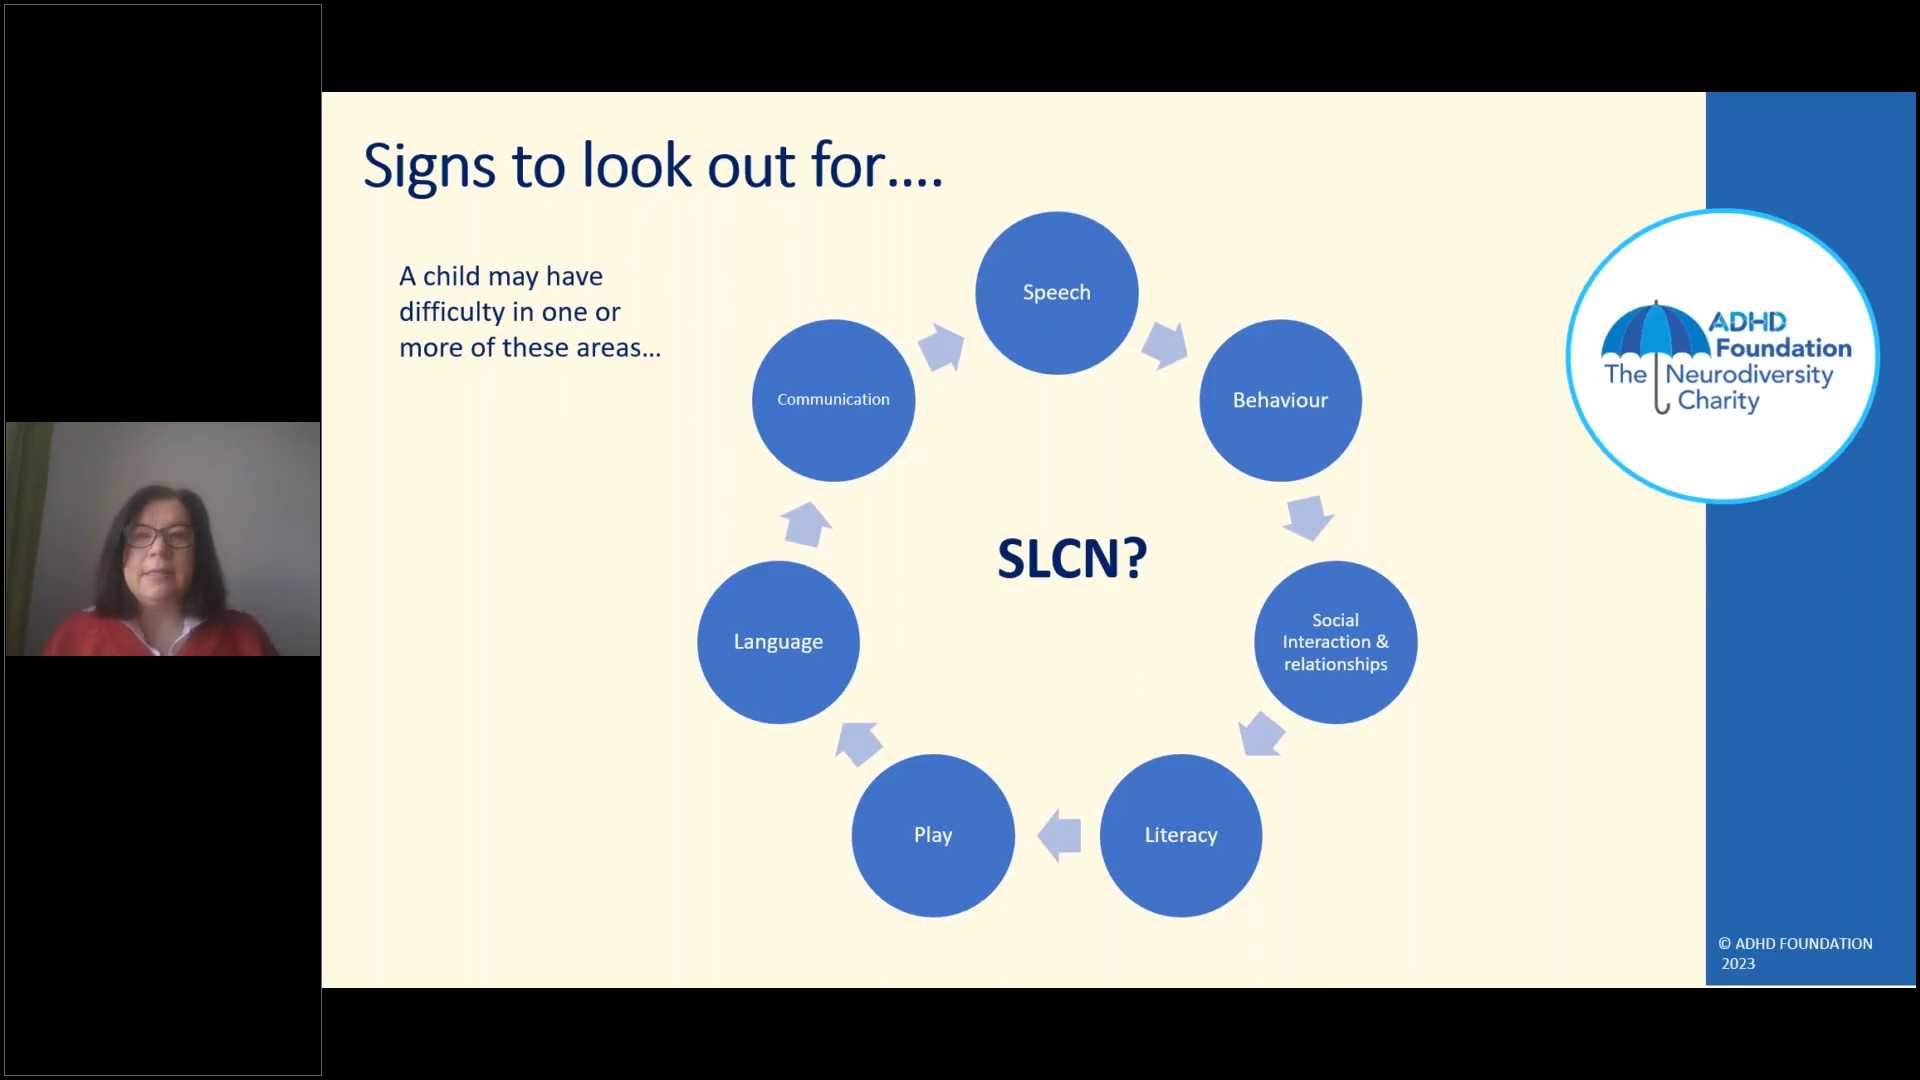 Signs to look out for....
A child may have
difficulty in one or
more of these areas...
Speech
Behaviour
Social
Interaction &
relationships
Literacy
Play
Language
Communication
SLCN?
ADHD
Foundation
The Neurodiversity
Charity
© ADHD FOUNDATION
2023